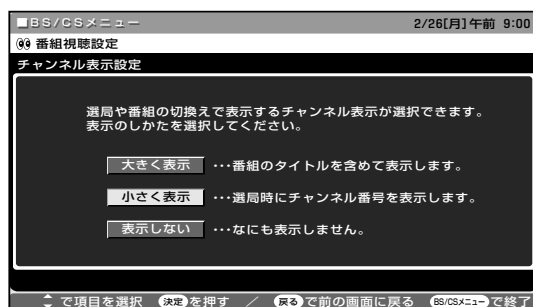 ■BS/CSメニュー 2/26[月]午前 9:00
番組視聴設定
チャンネル表示設定
選局や番組の切換えで表示するチャンネル表示が選択できます。
表示のしかたを選択してください。
大きく表示 ･･･番組のタイトルを含めて表示します。
小さく表示 ･･･選局時にチャンネル番号を表示します。
表示しない ･･･なにも表示しません。
で項目を選択 決定を押す ／ 戻るで前の画面に戻る BS/CSメニューで終了